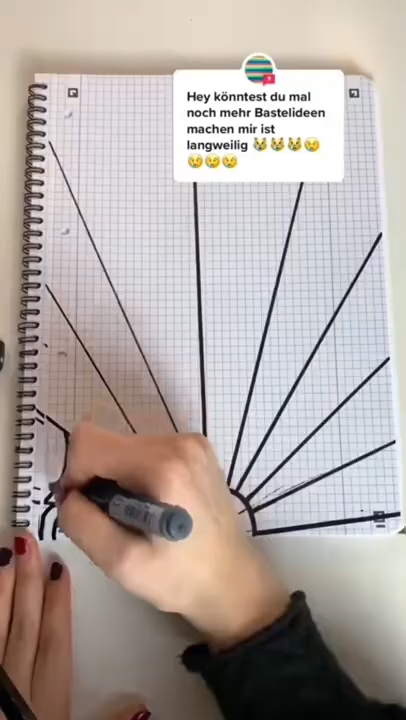 Hey könntest du mal
noch mehr Bastelideen
machen mir ist
langweilig 😿😿😿😢
😢😢😢